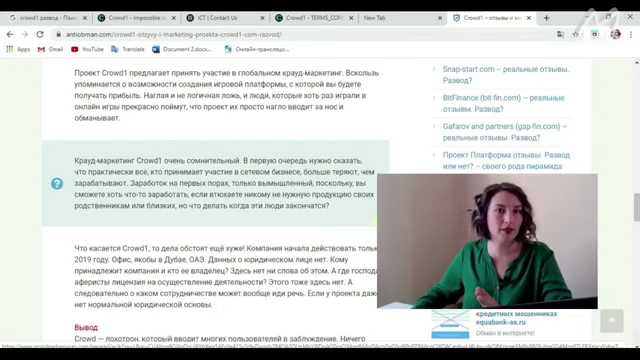 crowd1 развод - Поис
Crowd1 - Impossible is
ICT | Contact Us
Crowd1 - TERMS_CON
New Tab
Crowd1 – отзывы и м
antiobman.com/crowd1-otzyvy-i-marketing-proekta-crowd1-com-razvod/
Gmail
YouTube
Translate
Document 2.docx -
Онлайн-трансляци
Проект Crowd1 предлагает принять участие в глобальном крауд-маркетинг. Вскользь
упоминается о возможности создания игровой платформы, с которой вы будете
получать прибыль. Наглая и не логичная ложь, и люди, которые хоть раз играли в
онлайн игры прекрасно поймут, что проект их просто нагло вводит за нос и
обманывает.
Крауд-маркетинг Crowd1 очень сомнительный. В первую очередь нужно сказать,
что практически все, кто принимает участие в сетевом бизнесе, больше теряют, чем
зарабатывают. Заработок на первых порах, только вымышленный, поскольку, вы
сможете хоть что-то заработать, если втюхаете никому не нужную продукцию своих
родственникам или близких, но что делать когда эти люди закончатся?
Что касается Crowd1, то дела обстоят ещё хуже! Компания начала действовать только
2019 году. Офис, якобы в Дубае, ОАЭ. Данных о юридическом лице нет. Кому
принадлежит компания и кто ее владелец? Здесь нет ни слова об этом. А где господа
аферисты лицензия на осуществление деятельности? Этого тоже здесь нет. А
следовательно о каком сотрудничестве может вообще иди речи. Если у проекта даже
нет нормальной юридической основы.
Вывод
Crowd — лохотрон, который вводит многих пользователей в заблуждение. Ничего
Snap-start.com – реальные отзывы.
Развод?
BitFinance (bit-fin.com) – реальные
отзывы. Развод?
Gafarov and partners (gap-fin.com) –
реальные отзывы. Развод?
Проект Платформа отзывы. Развод
или нет? – своего рода пирамида
кредитных мошенников
equabank-as.ru
Обман в интернете!